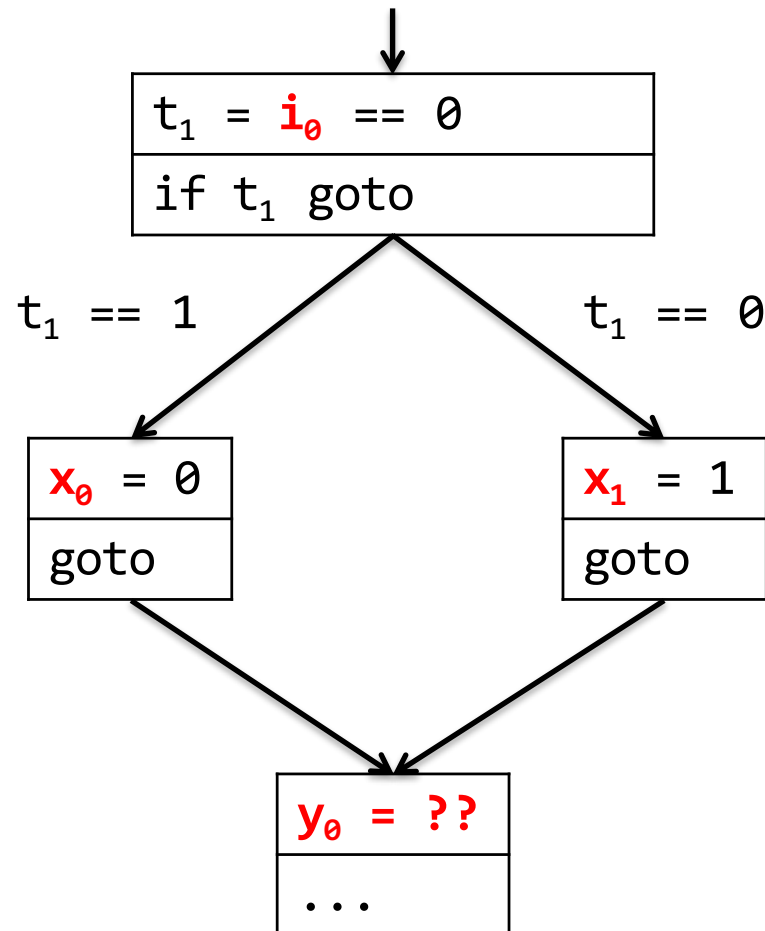 t₁ = i₀ == 0
if t₁ goto
t₁ == 1
t₁ == 0
x₀ = 0
x₁ = 1
goto
goto
y₀ = ??
...